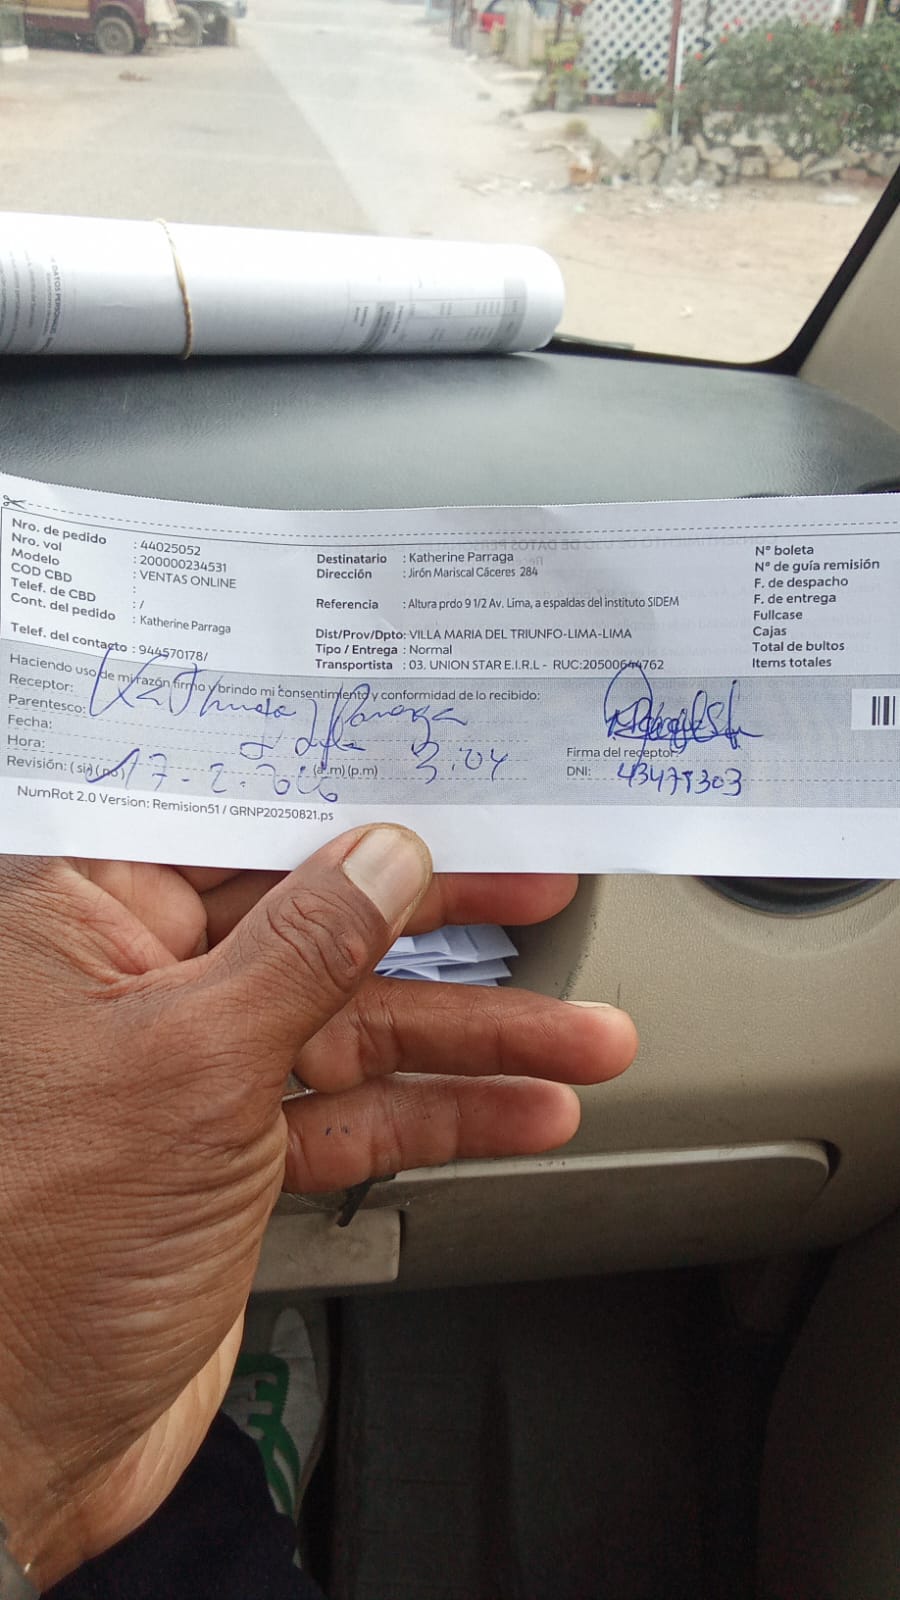 DATOS PERSONALES
Nro. de pedido : 44025052
Nro. vol : 200000234531
Modelo : VENTAS ONLINE
COD CBD :
Telef. de CBD : /
Cont. del pedido : Katherine Parraga
Telef. del contacto : 944570178/
Destinatario : Katherine Parraga
Dirección : Jirón Mariscal Cáceres 284
Referencia : Altura prdo 9 1/2 Av. Lima, a espaldas del instituto SIDEM
Dist/Prov/Dpto: VILLA MARIA DEL TRIUNFO-LIMA-LIMA
Tipo / Entrega : Normal
Transportista : 03. UNION STAR E.I.R.L - RUC:20500644762
N° boleta
N° de guía remisión
F. de despacho
F. de entrega
Fullcase
Cajas
Total de bultos
Items totales
Haciendo uso de mi razón firmo y brindo mi consentimiento y conformidad de lo recibido:
Receptor: Parraga
Parentesco:
Fecha:
Hora: 3:04
Revisión: ( si ) ( no ) (a.m) (p.m)
Firma del receptor
DNI: 43479303
NumRot 2.0 Version: Remision51 / GRNP20250821.ps